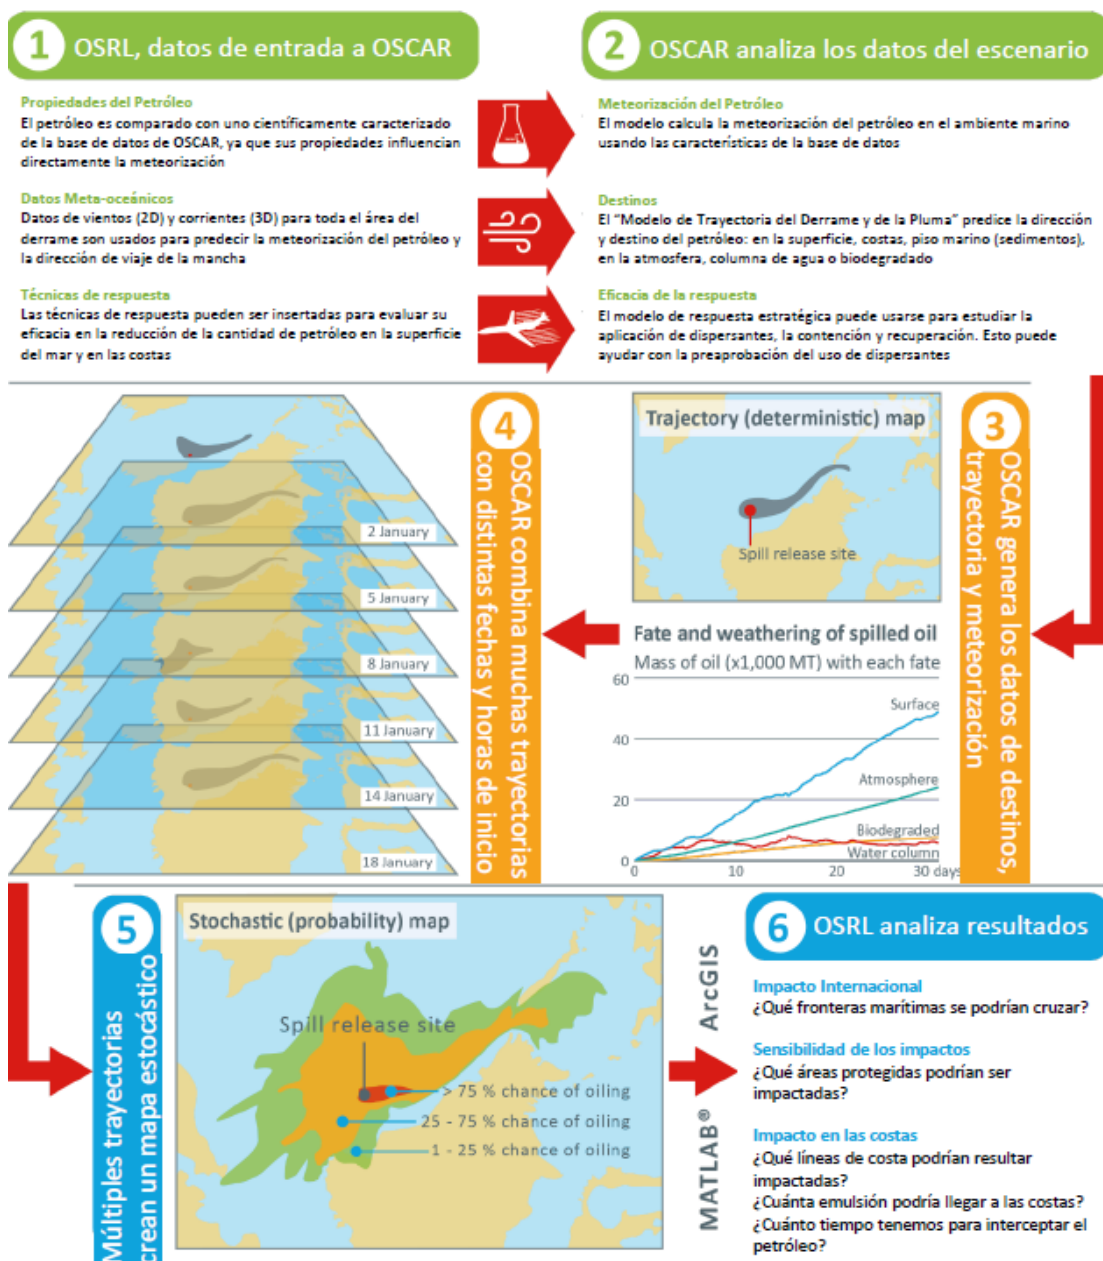 1 OSRL, datos de entrada a OSCAR
Propiedades del Petróleo
El petróleo es comparado con uno científicamente caracterizado
de la base de datos de OSCAR, ya que sus propiedades influencian
directamente la meteorización
Datos Meta-oceánicos
Datos de vientos (2D) y corrientes (3D) para toda el área del
derrame son usados para predecir la meteorización del petróleo y
la dirección de viaje de la mancha
Técnicas de respuesta
Las técnicas de respuesta pueden ser insertadas para evaluar su
eficacia en la reducción de la cantidad de petróleo en la superficie
del mar y en las costas
2 OSCAR analiza los datos del escenario
Meteorización del Petróleo
El modelo calcula la meteorización del petróleo en el ambiente marino
usando las características de la base de datos
Destinos
El “Modelo de Trayectoria del Derrame y de la Pluma” predice la dirección
y destino del petróleo: en la superficie, costas, piso marino (sedimentos),
en la atmosfera, columna de agua o biodegradado
Eficacia de la respuesta
El modelo de respuesta estratégica puede usarse para estudiar la
aplicación de dispersantes, la contención y recuperación. Esto puede
ayudar con la preaprobación del uso de dispersantes
3
OSCAR genera los datos de destinos,
trayectoria y meteorización
Trajectory (deterministic) map
Spill release site
Fate and weathering of spilled oil
Mass of oil (x1,000 MT) with each fate
60
40
20
0
Surface
Atmosphere
Biodegraded
Water column
0 10 20 30 days
4
OSCAR combina muchas trayectorias
con distintas fechas y horas de inicio
2 January
5 January
8 January
11 January
14 January
18 January
5
Múltiples trayectorias
crean un mapa estocástico
Stochastic (probability) map
Spill release site
> 75 % chance of oiling
25 - 75 % chance of oiling
1 - 25 % chance of oiling
MATLAB® ArcGIS
6 OSRL analiza resultados
Impacto Internacional
¿Qué fronteras marítimas se podrían cruzar?
Sensibilidad de los impactos
¿Qué áreas protegidas podrían ser
impactadas?
Impacto en las costas
¿Qué líneas de costa podrían resultar
impactadas?
¿Cuánta emulsión podría llegar a las costas?
¿Cuánto tiempo tenemos para interceptar el
petróleo?